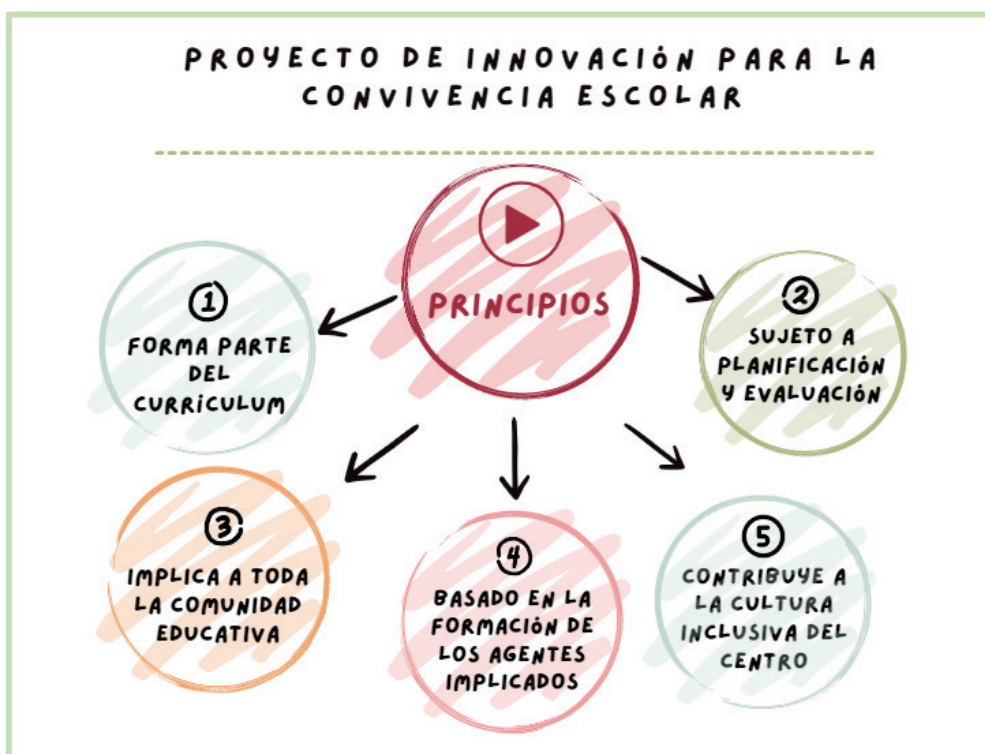 PROYECTO DE INNOVACIÓN PARA LA
CONVIVENCIA ESCOLAR
PRINCIPIOS
1
FORMA PARTE
DEL
CURRÍCULUM
2
SUJETO A
PLANIFICACIÓN
Y EVALUACIÓN
3
IMPLICA A TODA
LA COMUNIDAD
EDUCATIVA
4
BASADO EN LA
FORMACIÓN DE
LOS AGENTES
IMPLICADOS
5
CONTRIBUYE A
LA CULTURA
INCLUSIVA DEL
CENTRO